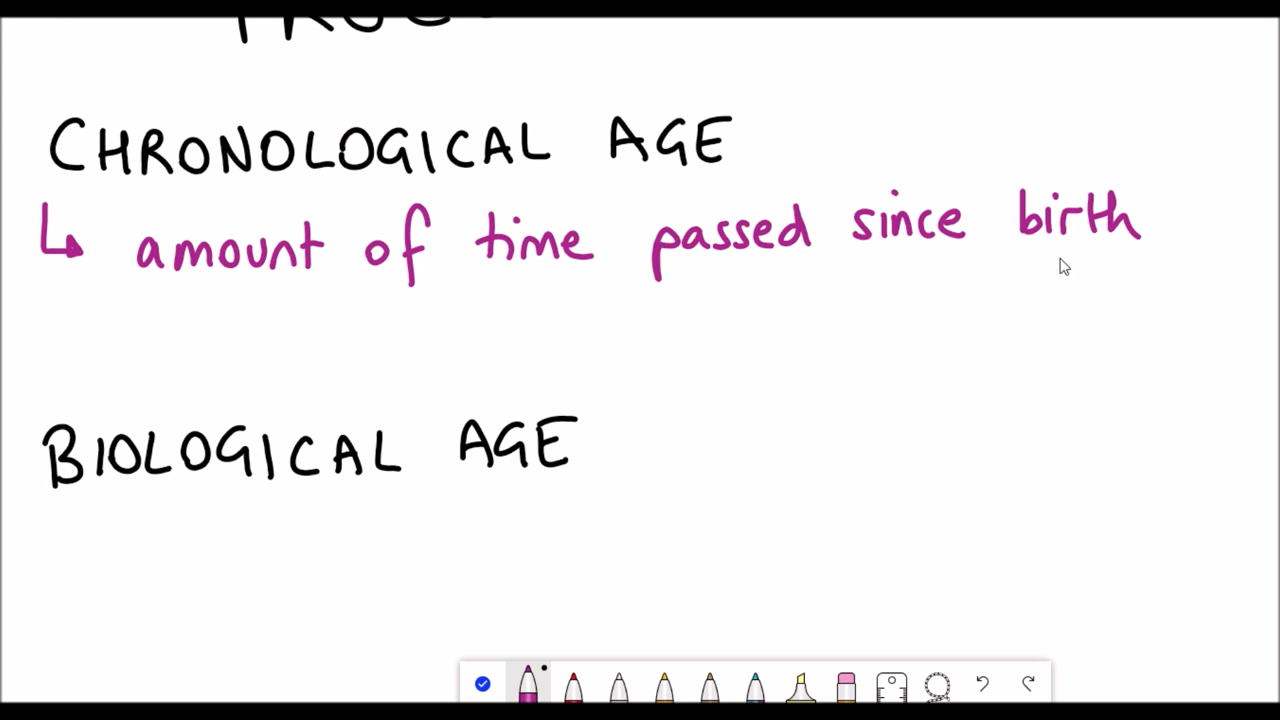 CHRONOLOGICAL AGE
↳ amount of time passed since birth
BIOLOGICAL AGE